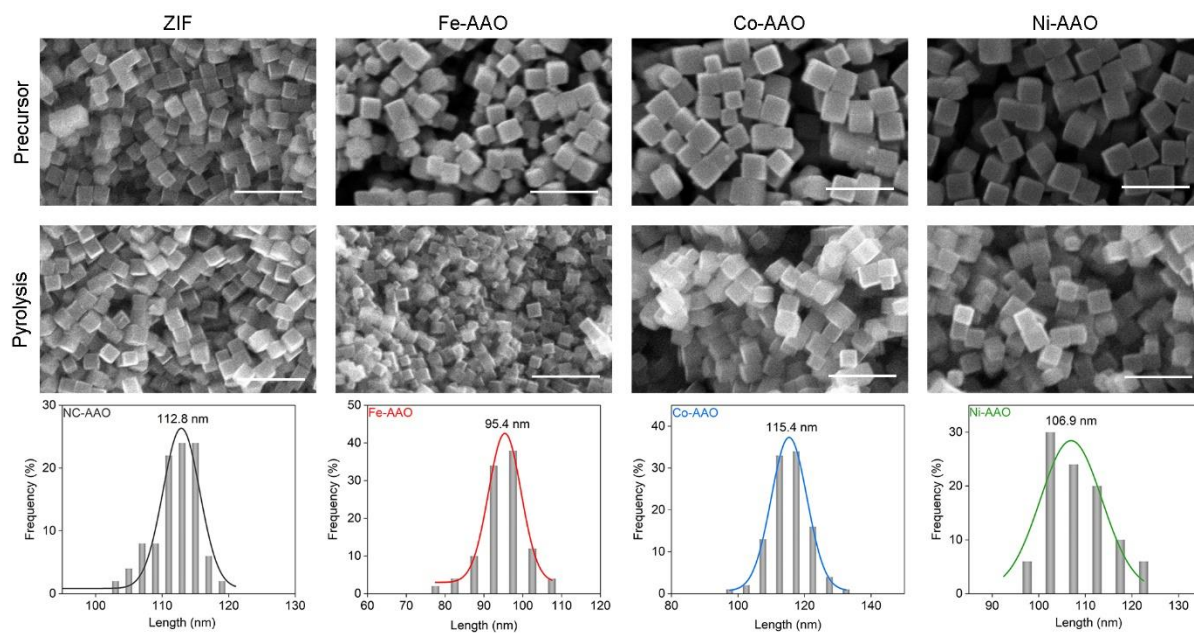 ZIF
Fe-AAO
Co-AAO
Ni-AAO
Precursor
Pyrolysis
NC-AAO
112.8 nm
Frequency (%)
30
20
10
0
100
110
120
130
Length (nm)
Fe-AAO
95.4 nm
Frequency (%)
50
40
30
20
10
0
60
70
80
90
100
110
120
Length (nm)
Co-AAO
115.4 nm
Frequency (%)
40
30
20
10
0
80
100
120
140
Length (nm)
Ni-AAO
106.9 nm
Frequency (%)
30
20
10
0
90
100
110
120
130
Length (nm)